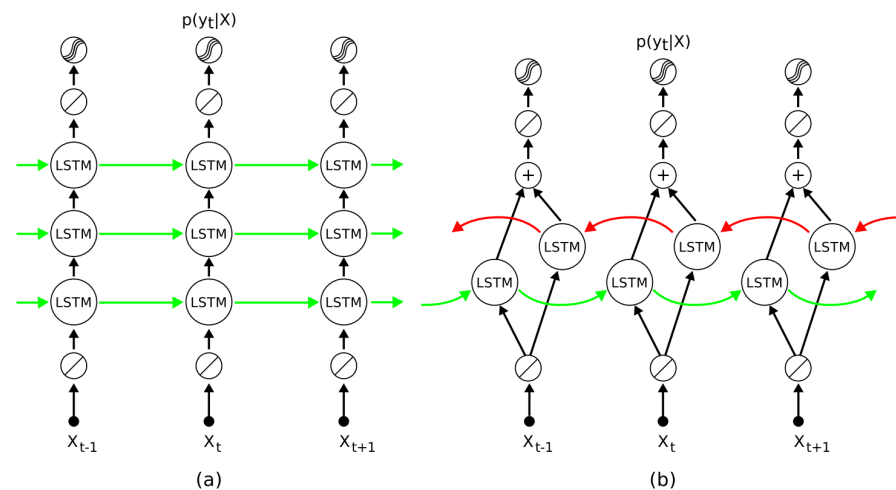 p(yt|X)
LSTM LSTM LSTM
LSTM LSTM LSTM
LSTM LSTM LSTM
Xt-1 Xt Xt+1
(a)
p(yt|X)
+ + +
LSTM LSTM LSTM
LSTM LSTM LSTM
Xt-1 Xt Xt+1
(b)